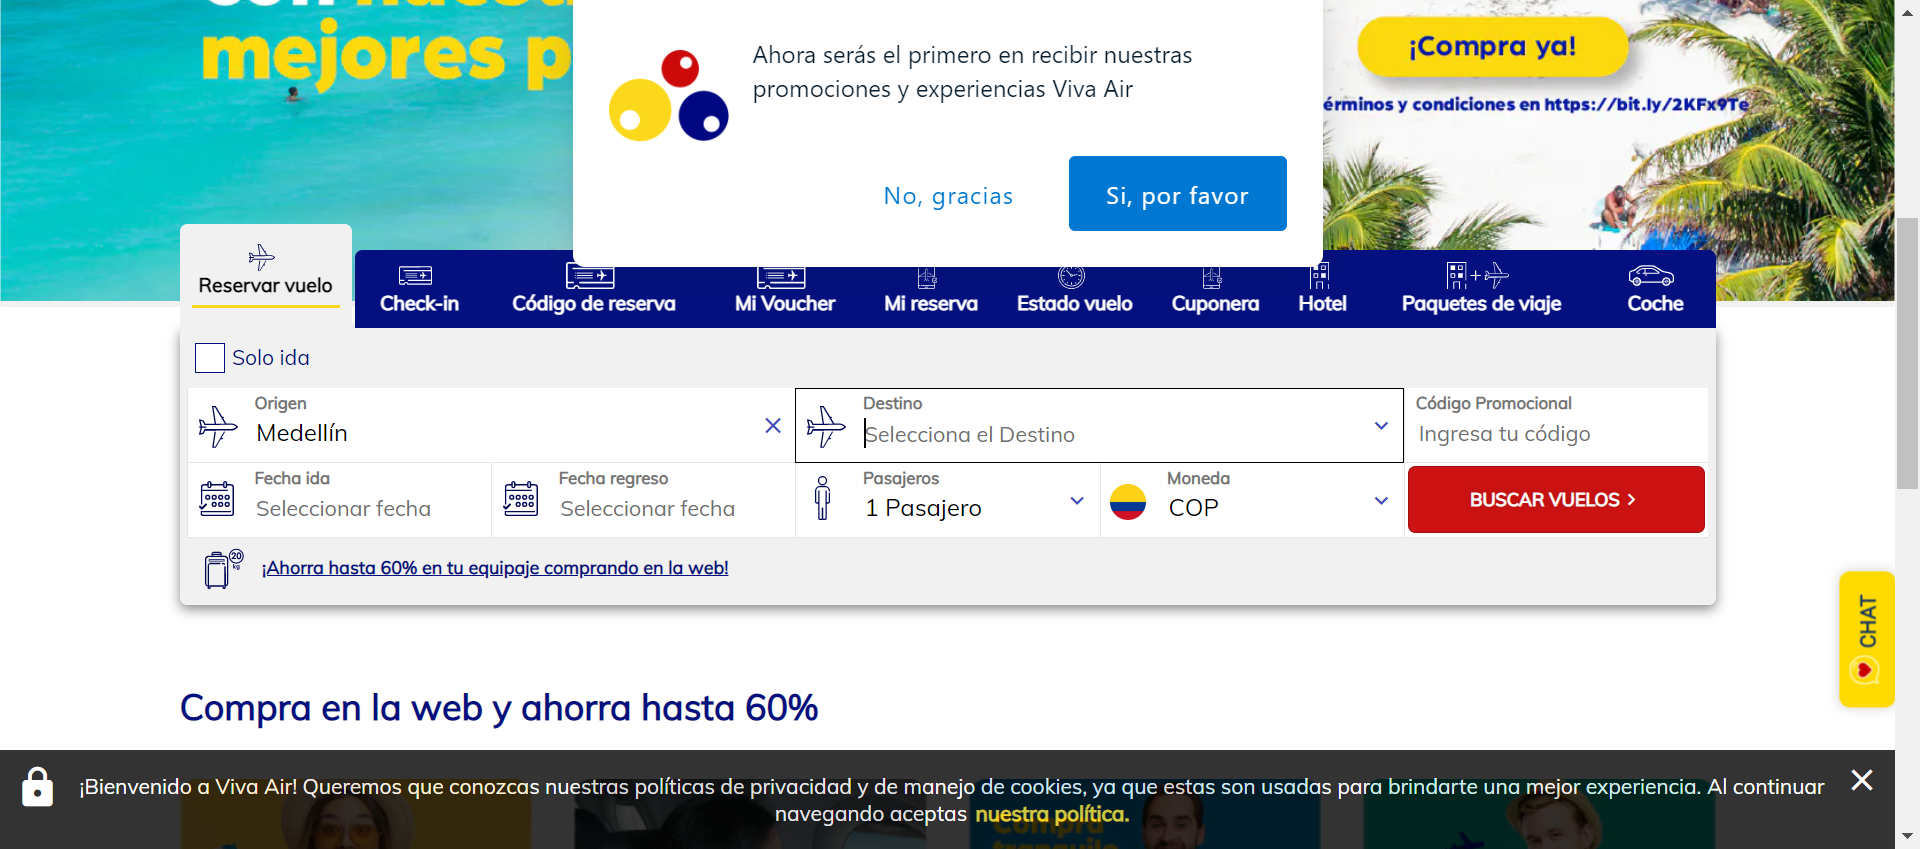 mejores p
Ahora serás el primero en recibir nuestras
promociones y experiencias Viva Air
No, gracias
Si, por favor
¡Compra ya!
érminos y condiciones en https://bit.ly/2KFx9Te
Reservar vuelo
Check-in
Código de reserva
Mi Voucher
Mi reserva
Estado vuelo
Cuponera
Hotel
Paquetes de viaje
Coche
Solo ida
Origen
Medellín
Destino
Selecciona el Destino
Código Promocional
Ingresa tu código
Fecha ida
Seleccionar fecha
Fecha regreso
Seleccionar fecha
Pasajeros
1 Pasajero
Moneda
COP
BUSCAR VUELOS
20
kg
¡Ahorra hasta 60% en tu equipaje comprando en la web!
CHAT
Compra en la web y ahorra hasta 60%
¡Bienvenido a Viva Air! Queremos que conozcas nuestras políticas de privacidad y de manejo de cookies, ya que estas son usadas para brindarte una mejor experiencia. Al continuar
navegando aceptas nuestra política.
Compra
tranquilo